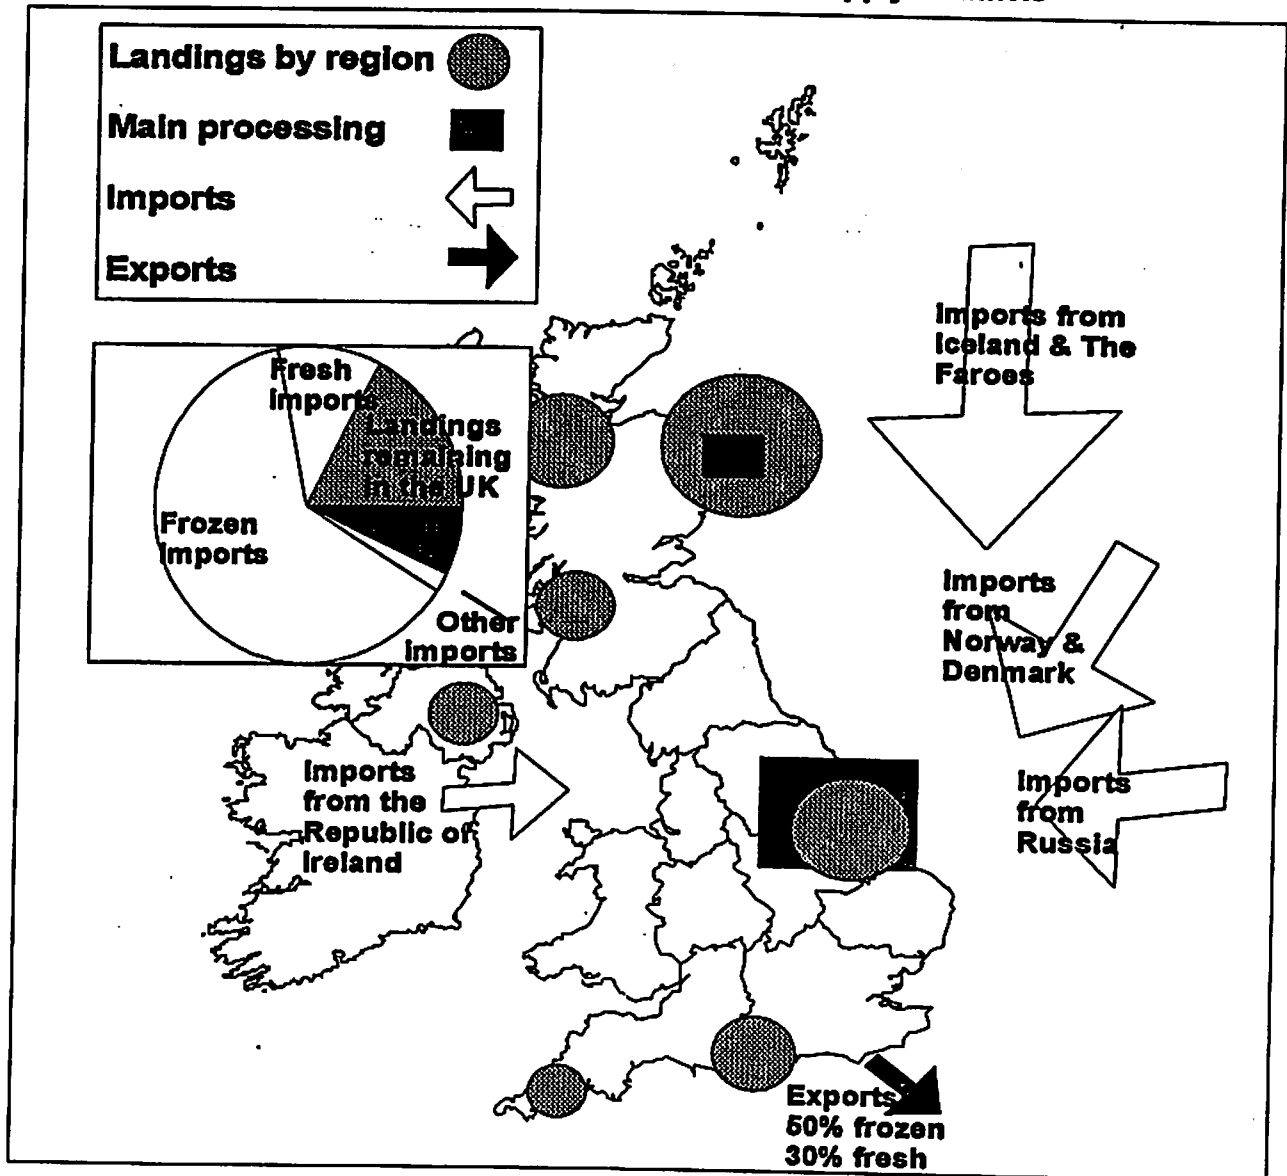 Landings by region
Main processing
Imports
Exports
Fresh
imports
Landings
remaining
in the UK
Frozen
imports
Other
imports
Imports from
Iceland & The
Faroes
Imports
from
Norway &
Denmark
Imports
from
Russia
Imports
from the
Republic of
Ireland
Exports
50% frozen
30% fresh